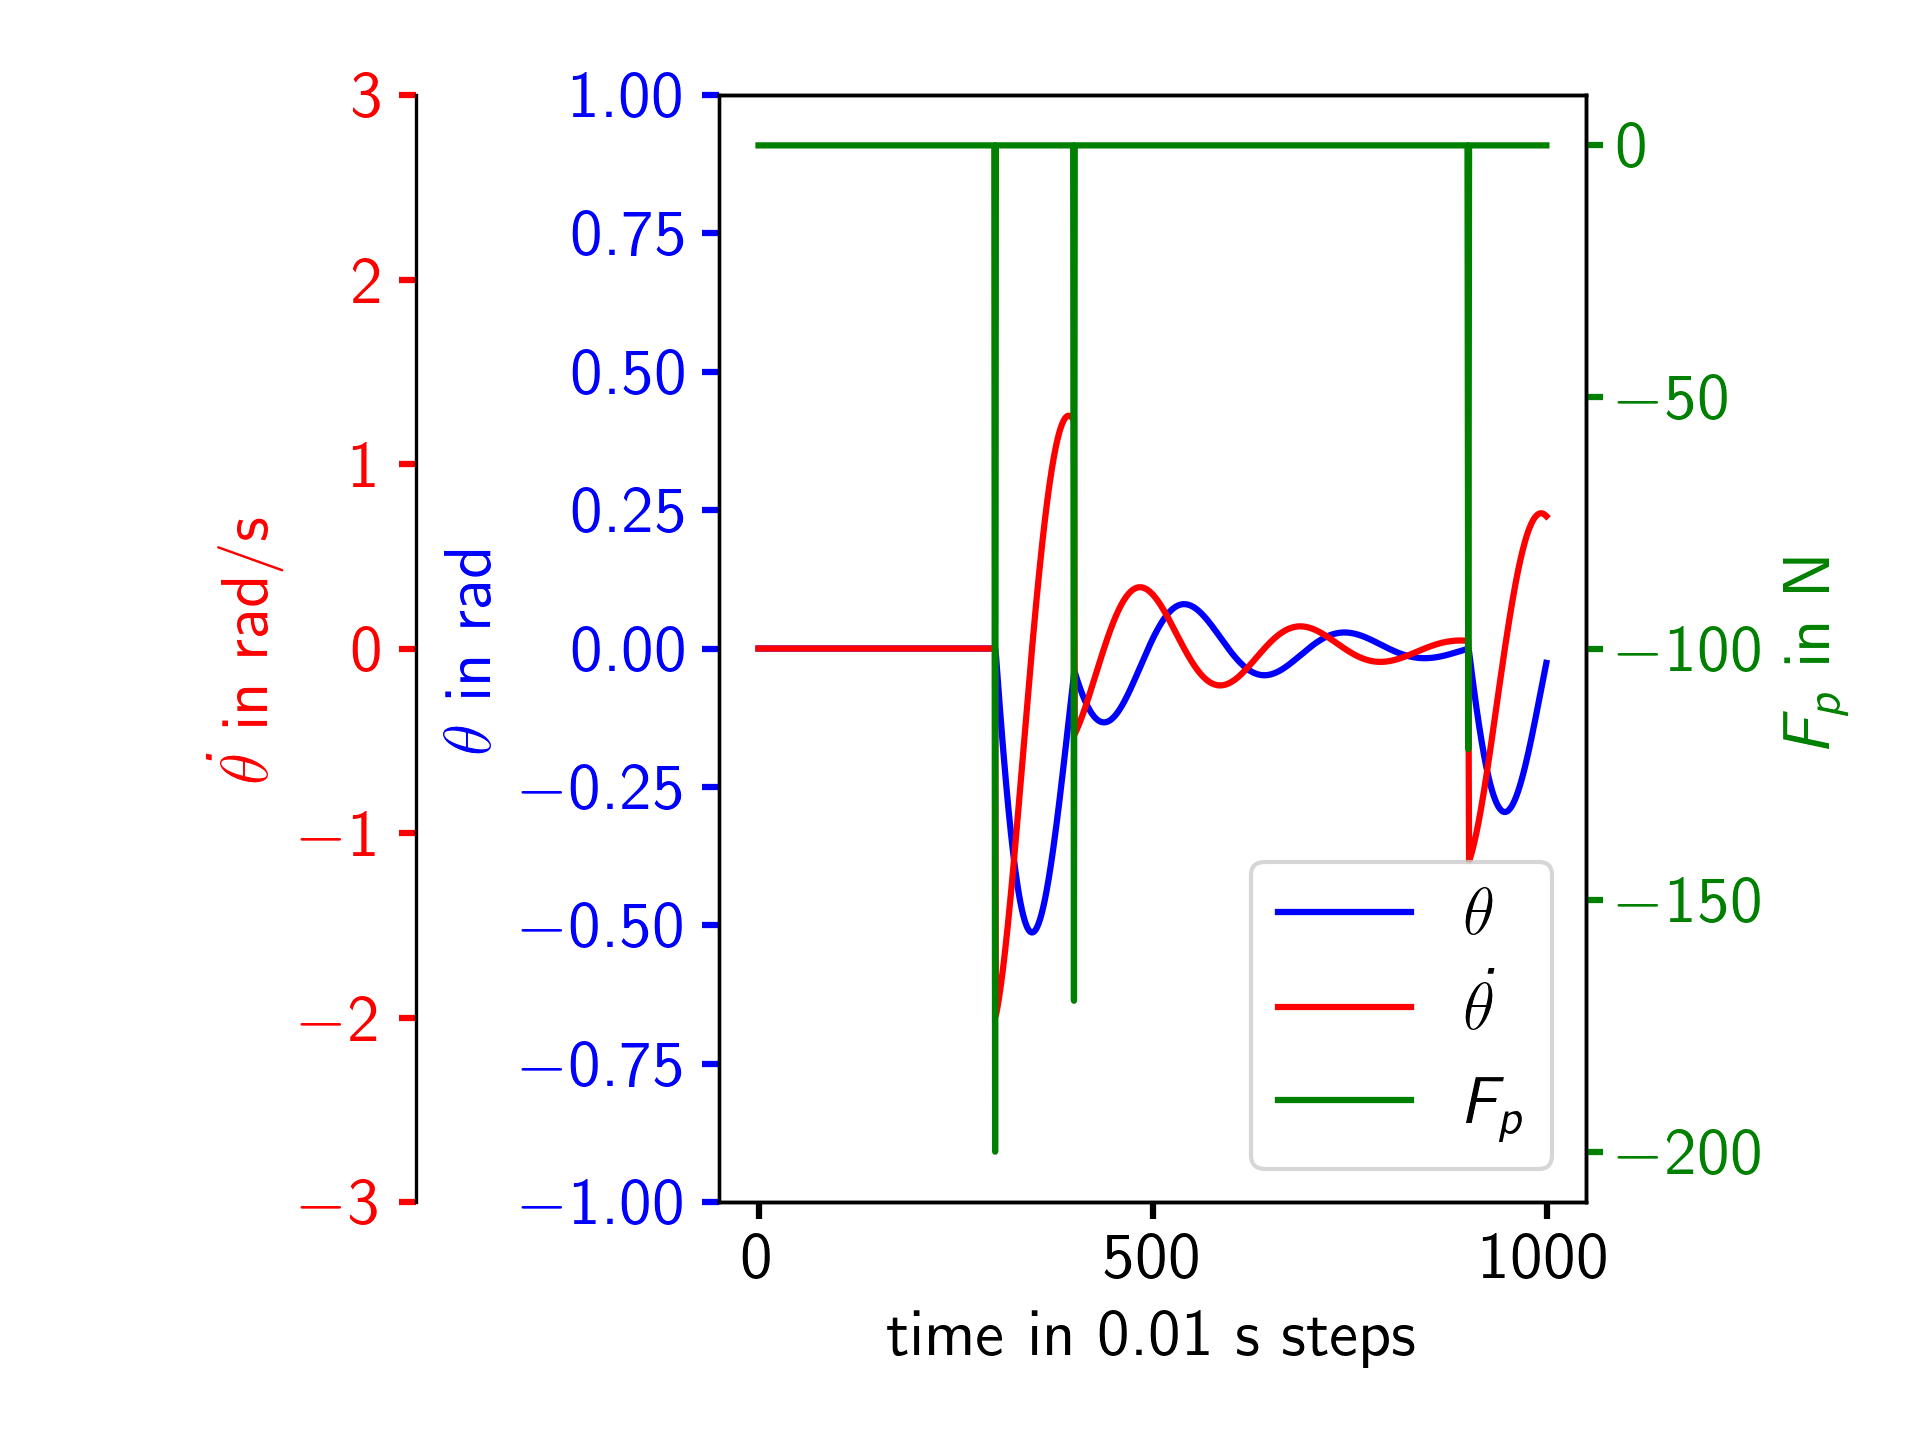 3
2
1
0
−1
−2
−3
θ̇ in rad/s
1.00
0.75
0.50
0.25
0.00
−0.25
−0.50
−0.75
−1.00
θ in rad
0
−50
−100
−150
−200
F_p in N
θ
θ̇
F_p
0 500 1000
time in 0.01 s steps